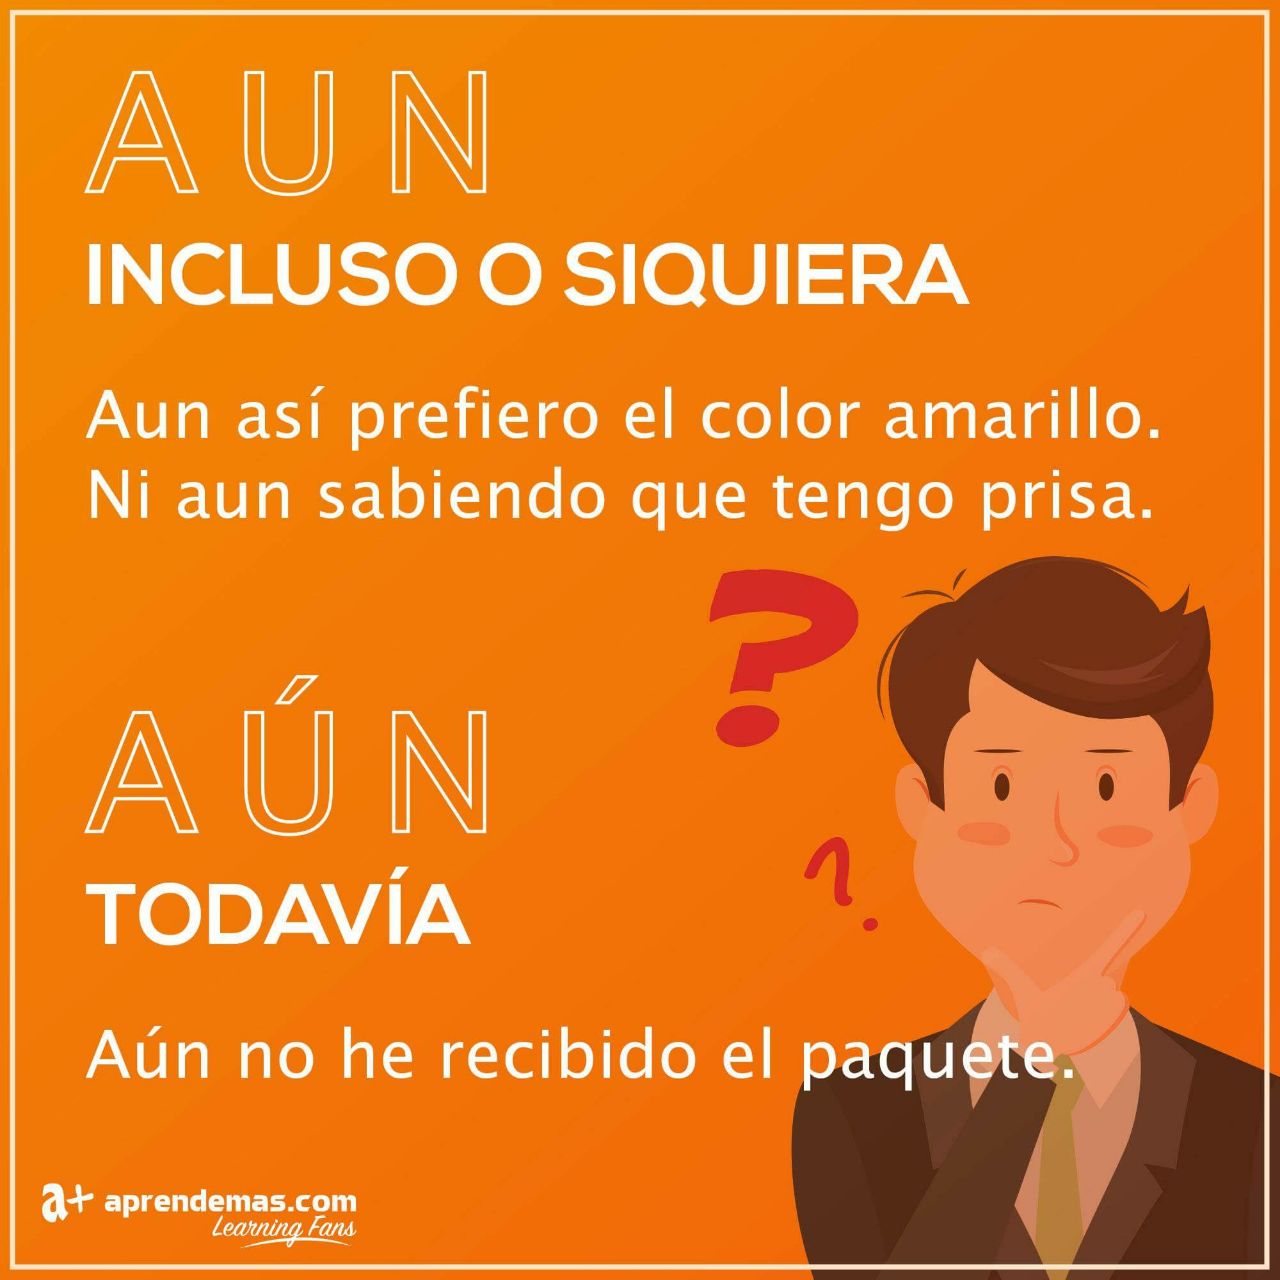 AUN
INCLUSO O SIQUIERA
Aun así prefiero el color amarillo.
Ni aun sabiendo que tengo prisa.
?
AÚN
?
TODAVÍA
Aún no he recibido el paquete.
a+ aprendemas.com
Learning Fans